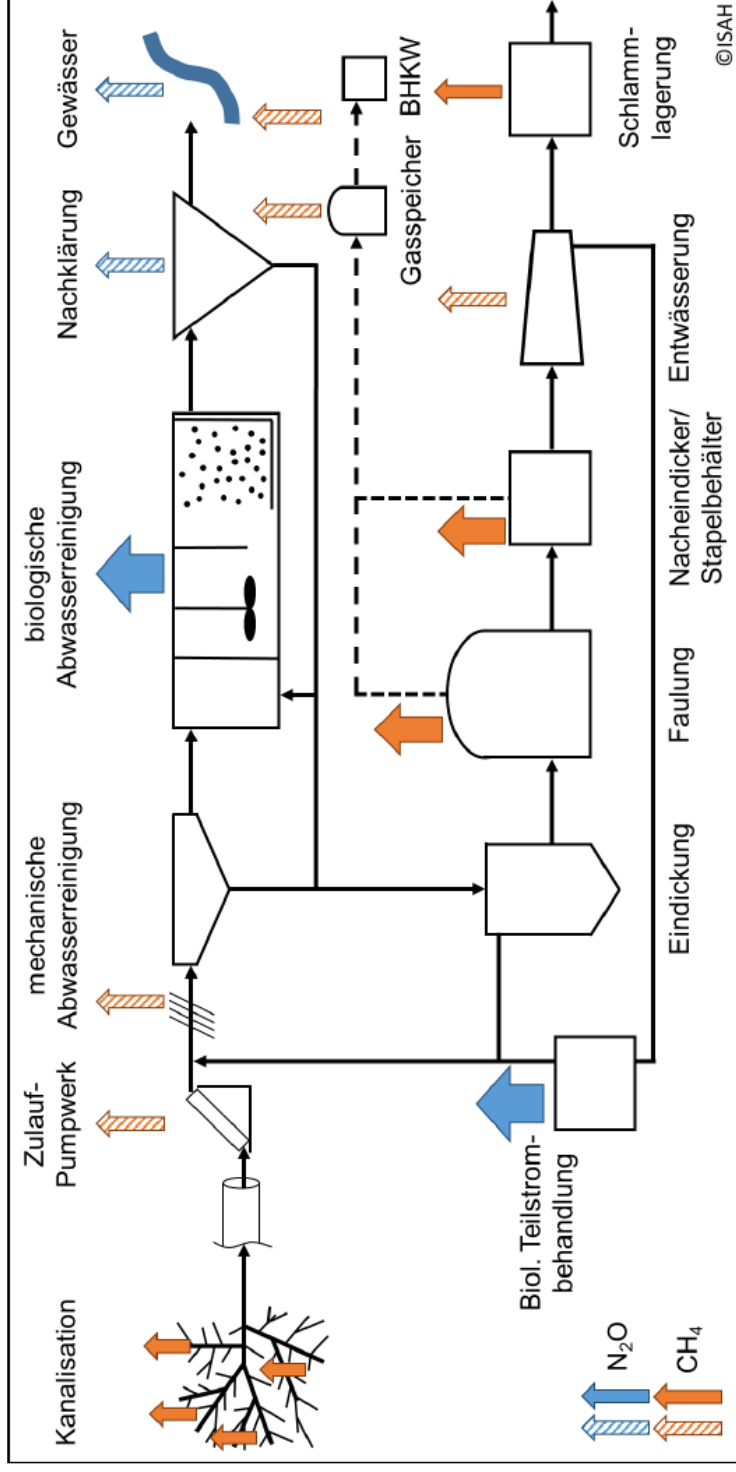 Kanalisation
Zulauf-
Pumpwerk
mechanische
Abwasserreinigung
biologische
Abwasserreinigung
Nachklärung
Gewässer
Gasspeicher
BHKW
Biol. Teilstrom-
behandlung
Eindickung
Faulung
Nacheindicker/
Stapelbehälter
Entwässerung
Schlamm-
lagerung
N₂O
CH₄
©ISAH